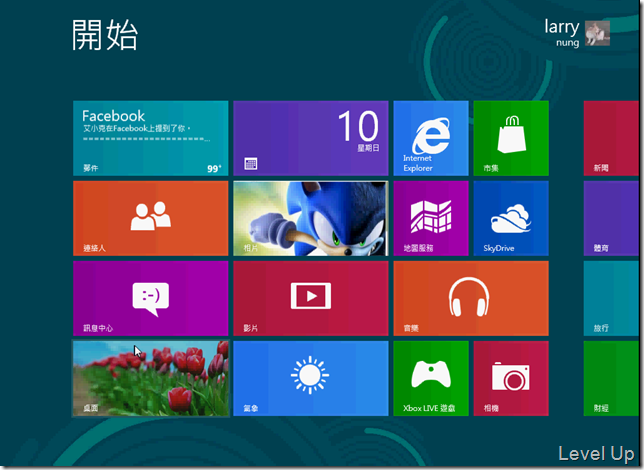 開始
larry
nung
Facebook
艾小克在Facebook上提到了你。
=======================...
郵件
99+
10
星期日
Internet
Explorer
市集
新聞
連絡人
相片
地圖服務
SkyDrive
體育
:-)
訊息中心
影片
音樂
旅行
桌面
氣象
Xbox LIVE 遊戲
相機
財經
Level Up